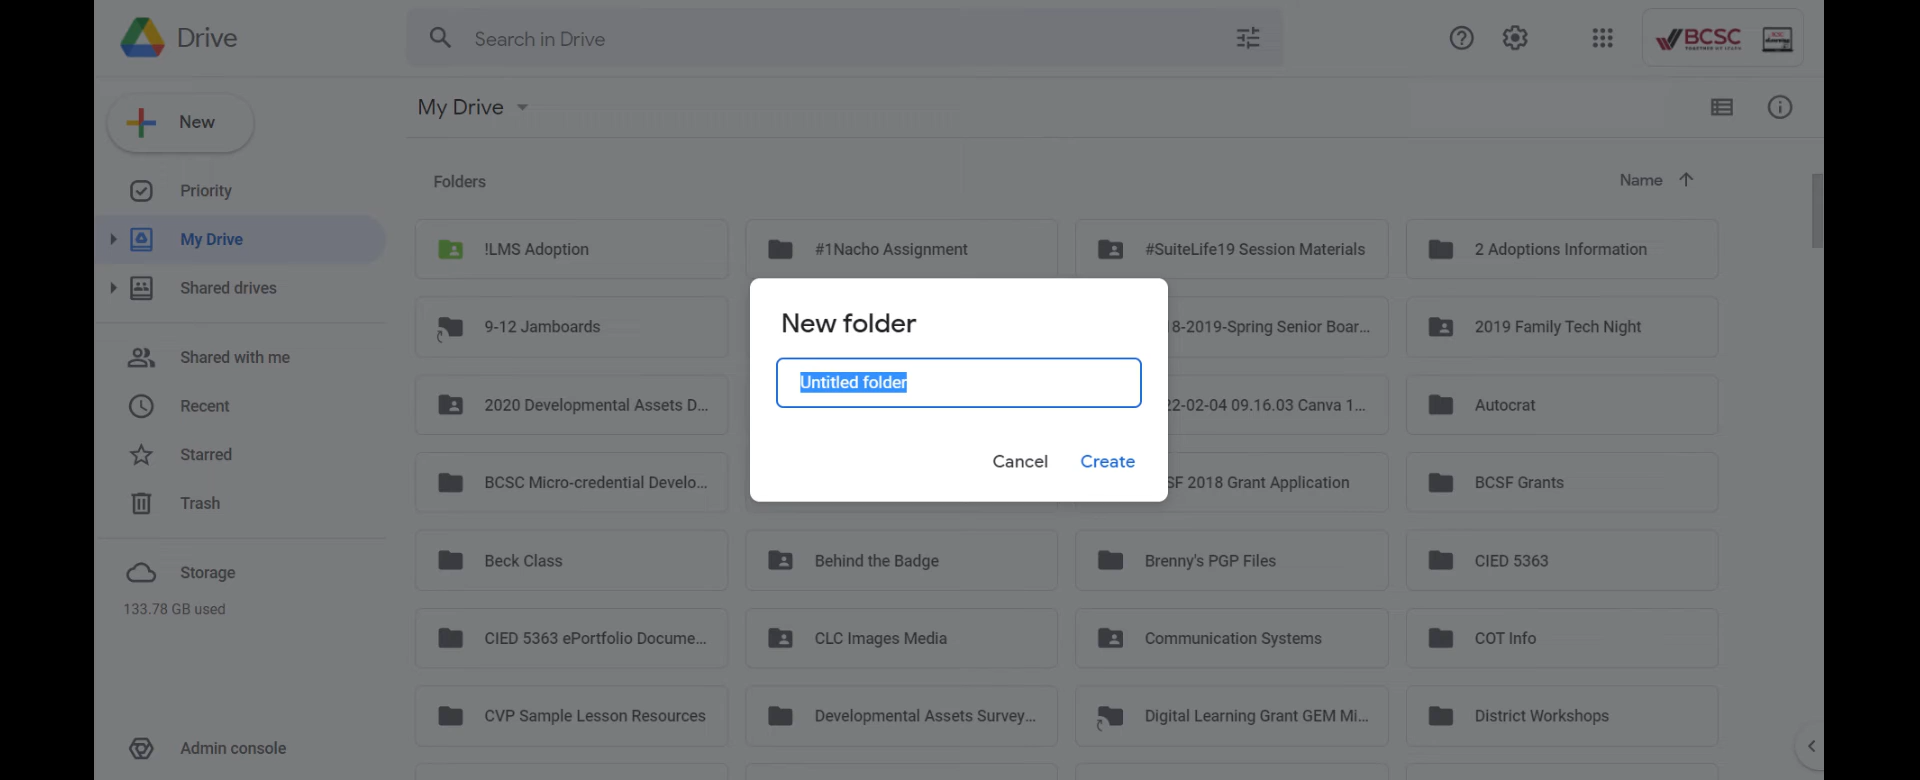 Drive
Search in Drive
BCSC
New
My Drive
Priority
My Drive
Shared drives
Shared with me
Recent
Starred
Trash
Storage
133.78 GB used
Admin console
Folders
Name
!LMS Adoption
#1Nacho Assignment
#SuiteLife19 Session Materials
2 Adoptions Information
9-12 Jamboards
8-2019-Spring Senior Boar...
2019 Family Tech Night
2020 Developmental Assets D...
22-02-04 09.16.03 Canva 1...
Autocrat
BCSC Micro-credential Develo...
SF 2018 Grant Application
BCSF Grants
Beck Class
Behind the Badge
Brenny's PGP Files
CIED 5363
CIED 5363 ePortfolio Docume...
CLC Images Media
Communication Systems
COT Info
CVP Sample Lesson Resources
Developmental Assets Survey...
Digital Learning Grant GEM Mi...
District Workshops
New folder
Untitled folder
Cancel
Create